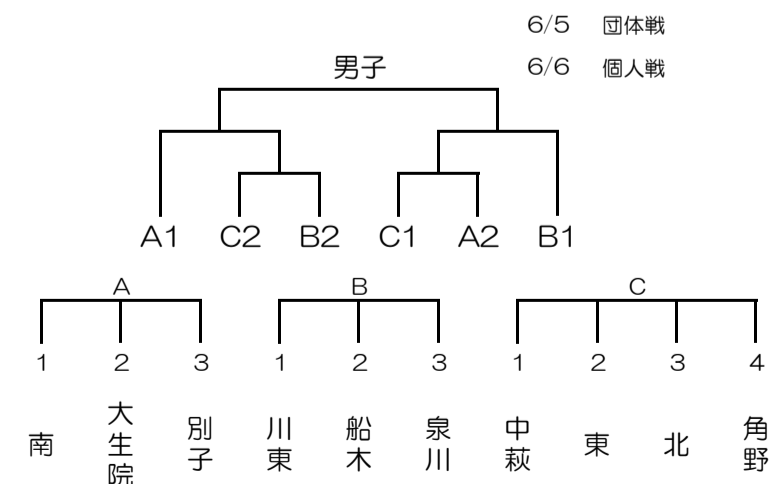 6/5 団体戦
男子
6/6 個人戦
A1 C2 B2 C1 A2 B1
A B C
1 2 3 1 2 3 1 2 3 4
南 大生院 別子 川東 船木 泉川 中萩 東 北 角野